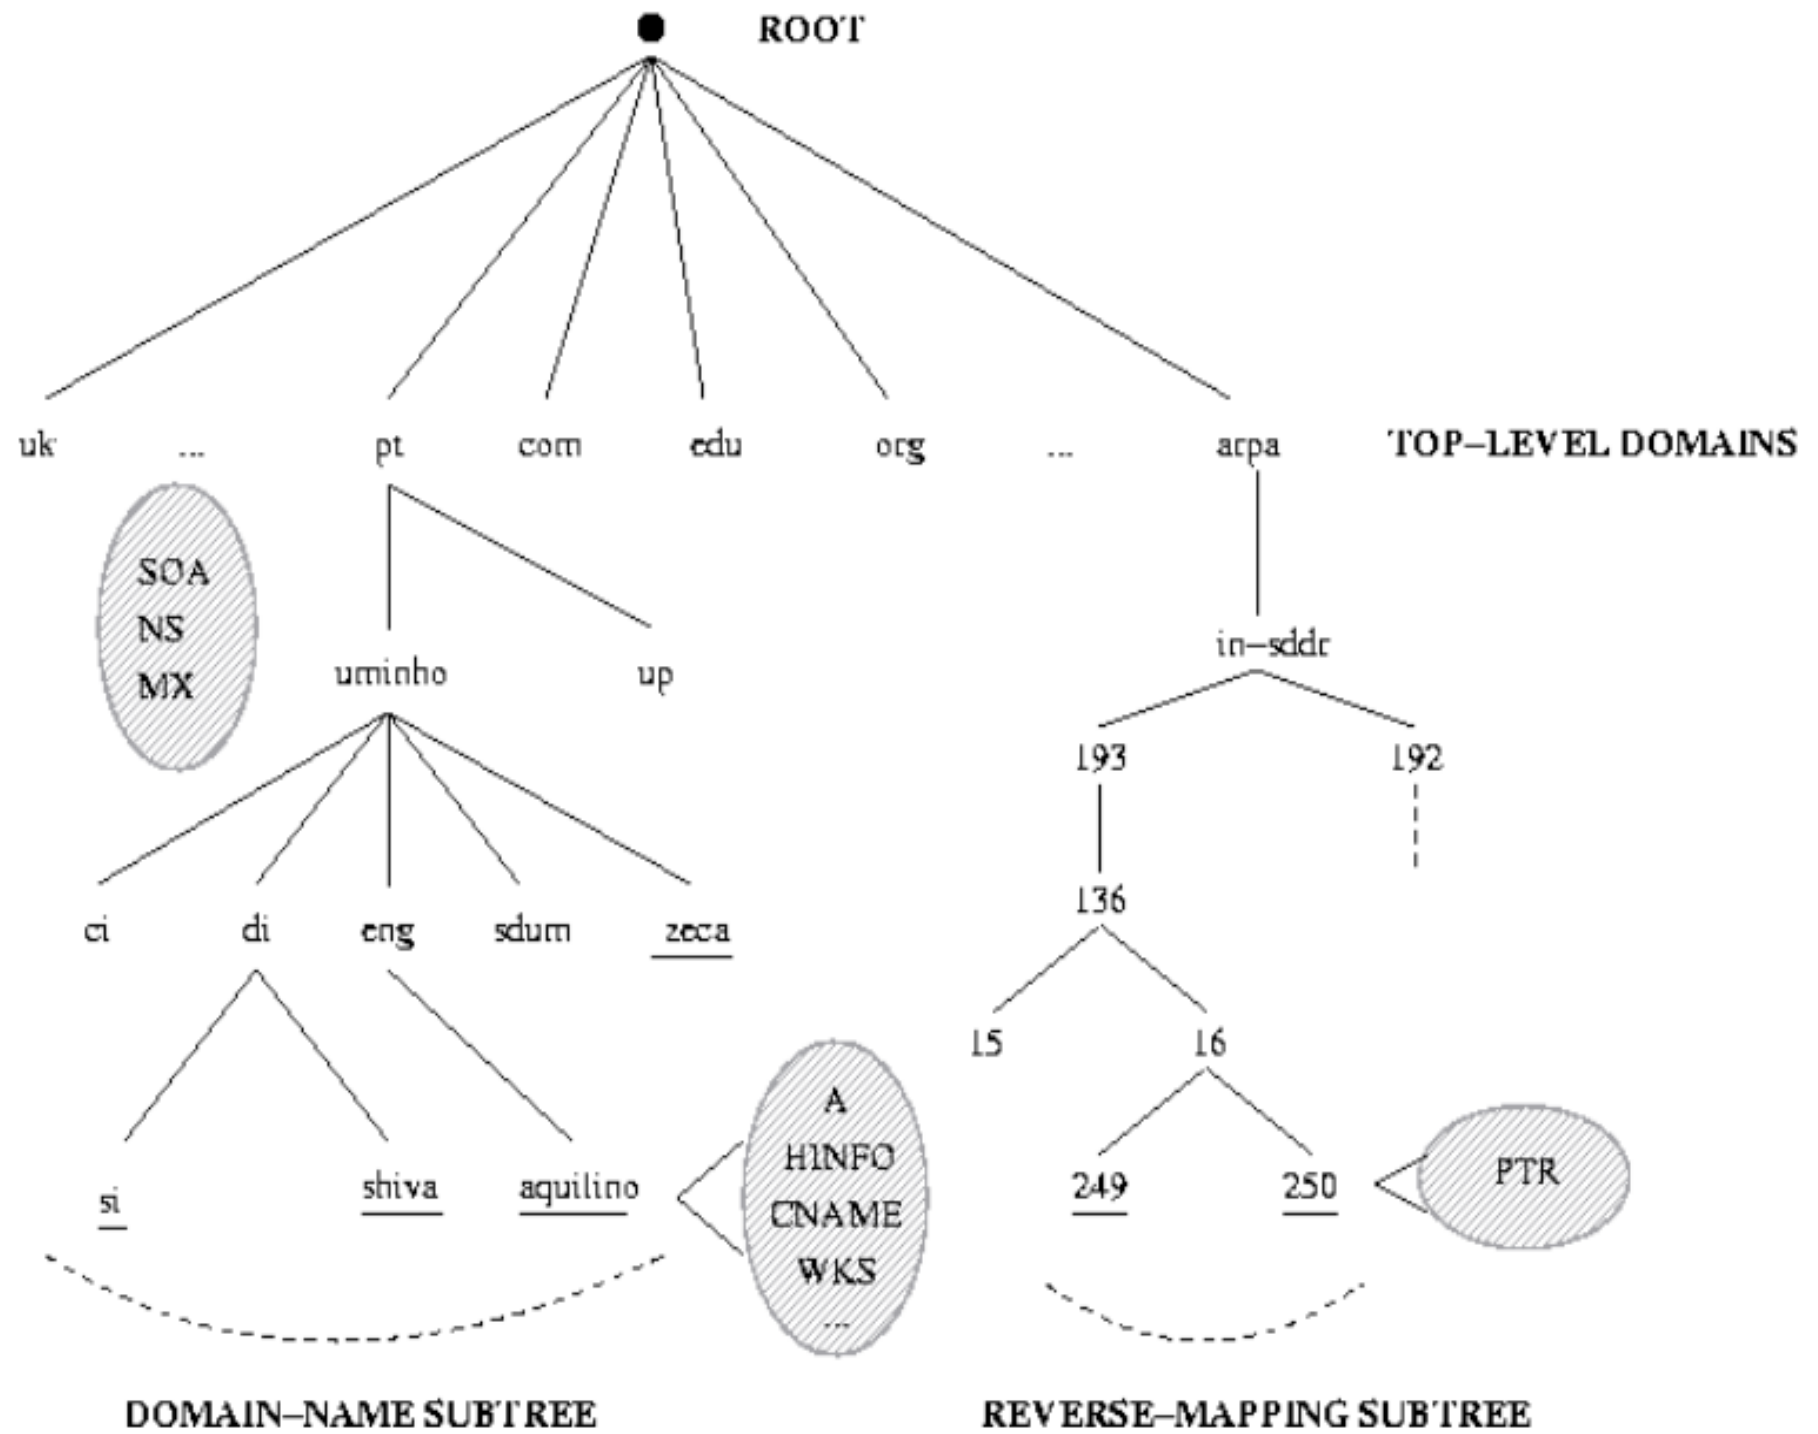 ROOT
uk ... pt com edu org ... arpa TOP–LEVEL DOMAINS
SOA
NS
MX
uminho up
in–sddr
193 192
136
ci di eng sdum zeca
15 16
A
HINFO
CNAME
WKS
...
si shiva aquilino
249 250
PTR
DOMAIN–NAME SUBTREE REVERSE–MAPPING SUBTREE